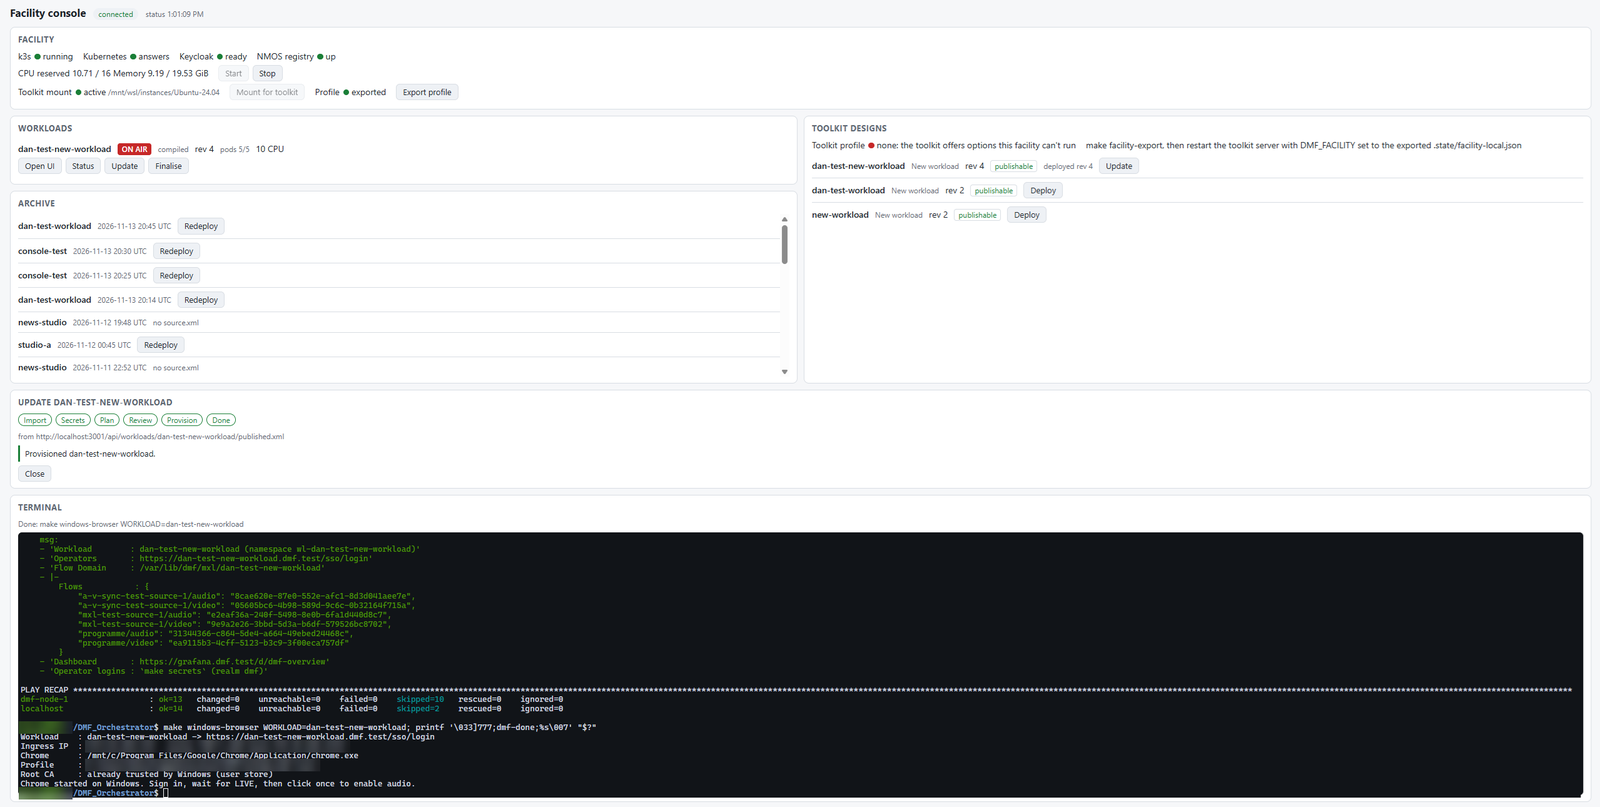 Facility console connected status 1:01:09 PM
FACILITY
k3s running Kubernetes answers Keycloak ready NMOS registry up
CPU reserved 10.71 / 16 Memory 9.19 / 19.53 GiB Start Stop
Toolkit mount active /mnt/wsl/instances/Ubuntu-24.04 Mount for toolkit Profile exported Export profile
WORKLOADS
dan-test-new-workload ON AIR compiled rev 4 pods 5/5 10 CPU
Open UI Status Update Finalise
ARCHIVE
dan-test-workload 2026-11-13 20:45 UTC Redeploy
console-test 2026-11-13 20:30 UTC Redeploy
console-test 2026-11-13 20:25 UTC Redeploy
dan-test-workload 2026-11-13 20:14 UTC Redeploy
news-studio 2026-11-12 19:48 UTC no source.xml
studio-a 2026-11-12 00:45 UTC Redeploy
news-studio 2026-11-11 22:52 UTC no source.xml
TOOLKIT DESIGNS
Toolkit profile none: the toolkit offers options this facility can't run make facility-export, then restart the toolkit server with DMF_FACILITY set to the exported .state/facility-local.json
dan-test-new-workload New workload rev 4 publishable deployed rev 4 Update
dan-test-workload New workload rev 2 publishable Deploy
new-workload New workload rev 2 publishable Deploy
UPDATE DAN-TEST-NEW-WORKLOAD
Import Secrets Plan Review Provision Done
from http://localhost:3001/api/workloads/dan-test-new-workload/published.xml
Provisioned dan-test-new-workload.
Close
TERMINAL
Done: make windows-browser WORKLOAD=dan-test-new-workload
msg:
- 'Workload : dan-test-new-workload (namespace wl-dan-test-new-workload)'
- 'Operators : https://dan-test-new-workload.dmf.test/sso/login'
- 'Flow Domain : /var/lib/dmf/mxl/dan-test-new-workload'
- |-
Flows : {
"a-v-sync-test-source-1/audio": "8cae620e-87e0-552e-afc1-8d3d041aee7e",
"a-v-sync-test-source-1/video": "05605bc6-4b98-589d-9c6c-0b32164f715a",
"mxl-test-source-1/audio": "e2eaf36a-240f-5498-8e0b-6fa1d440d8c7",
"mxl-test-source-1/video": "9e9a2e26-3bbd-5d3a-b6df-579526bc8702",
"programme/audio": "31344366-c864-5de4-a664-49ebed24468c",
"programme/video": "ea9115b3-4cff-5123-b3c9-3f00eca757df"
}
- 'Dashboard : https://grafana.dmf.test/d/dmf-overview'
- 'Operator logins : 'make secrets' (realm dmf)'
PLAY RECAP ***
dmf-node-1 : ok=13 changed=0 unreachable=0 failed=0 skipped=10 rescued=0 ignored=0
localhost : ok=14 changed=0 unreachable=0 failed=0 skipped=2 rescued=0 ignored=0
/DMF_Orchestrator$ make windows-browser WORKLOAD=dan-test-new-workload; printf '\033]777;dmf-done;%s\007' "$?"
Workload : dan-test-new-workload -> https://dan-test-new-workload.dmf.test/sso/login
Ingress IP :
Chrome : /mnt/c/Program Files/Google/Chrome/Application/chrome.exe
Profile :
Root CA : already trusted by Windows (user store)
Chrome started on Windows. Sign in, wait for LIVE, then click once to enable audio.
/DMF_Orchestrator$